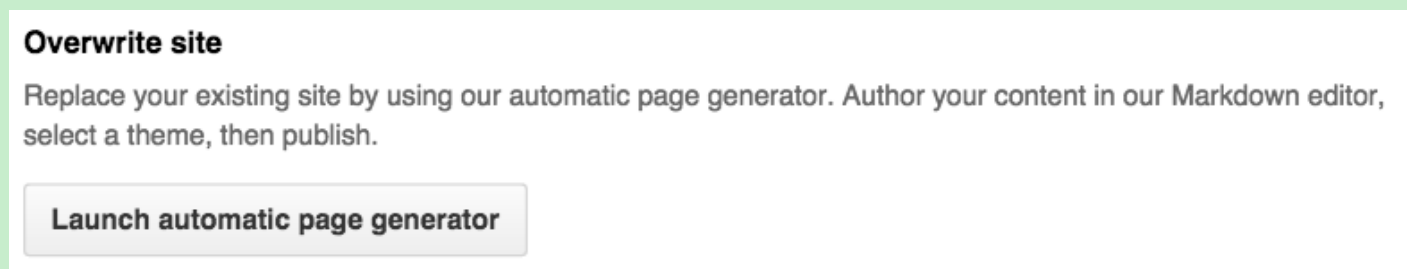 Overwrite site
Replace your existing site by using our automatic page generator. Author your content in our Markdown editor,
select a theme, then publish.
Launch automatic page generator